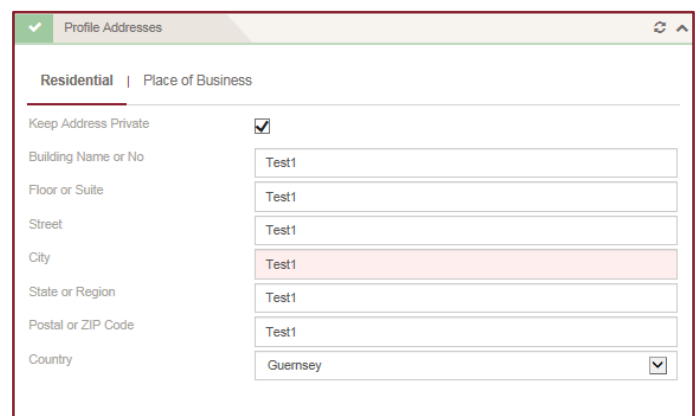 Profile Addresses
Residential | Place of Business
Keep Address Private
Building Name or No Test1
Floor or Suite Test1
Street Test1
City Test1
State or Region Test1
Postal or ZIP Code Test1
Country Guernsey